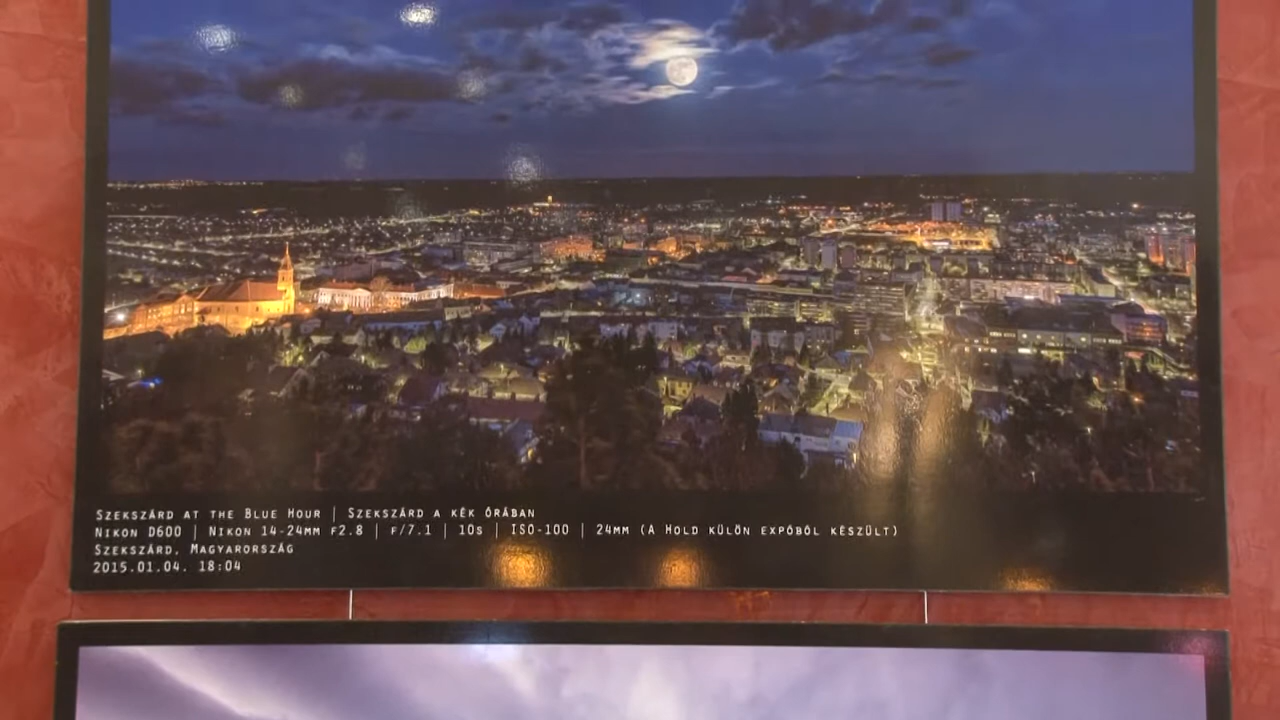 Szekszárd at the Blue Hour | Szekszárd a kék órában
Nikon D600 | Nikon 14-24mm f2.8 | f/7.1 | 10s | ISO-100 | 24mm (A Hold külön expóból készült)
Szekszárd, Magyarország
2015.01.04. 18:04